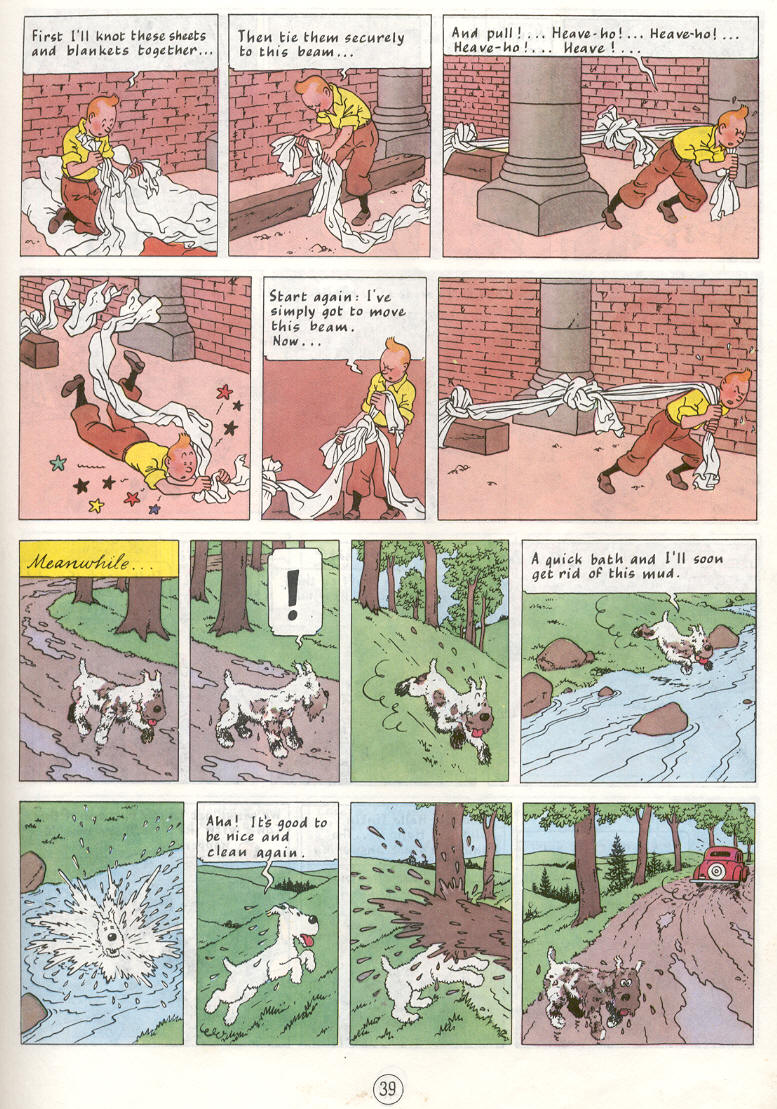 First I'll knot these sheets
and blankets together...
Then tie them securely
to this beam...
And pull!... Heave-ho!... Heave-ho!...
Heave-ho!... Heave!...
Start again: I've
simply got to move
this beam.
Now...
Meanwhile...
!
A quick bath and I'll soon
get rid of this mud.
Aha! It's good to
be nice and
clean again.
39